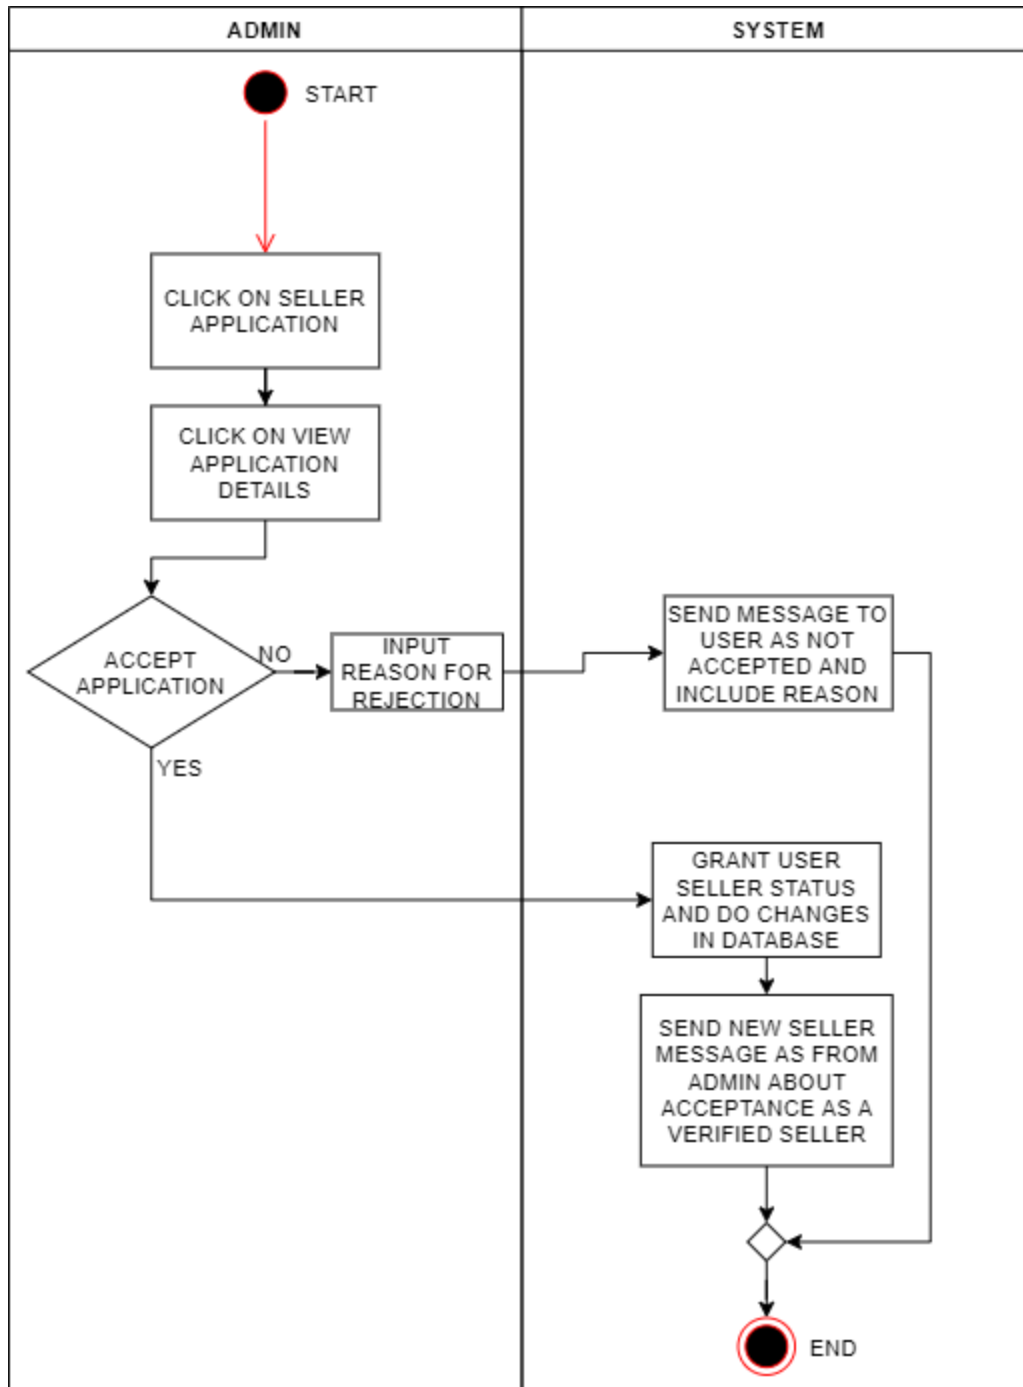 ADMIN
SYSTEM
START
CLICK ON SELLER
APPLICATION
CLICK ON VIEW
APPLICATION
DETAILS
ACCEPT
APPLICATION
NO
INPUT
REASON FOR
REJECTION
SEND MESSAGE TO
USER AS NOT
ACCEPTED AND
INCLUDE REASON
YES
GRANT USER
SELLER STATUS
AND DO CHANGES
IN DATABASE
SEND NEW SELLER
MESSAGE AS FROM
ADMIN ABOUT
ACCEPTANCE AS A
VERIFIED SELLER
END